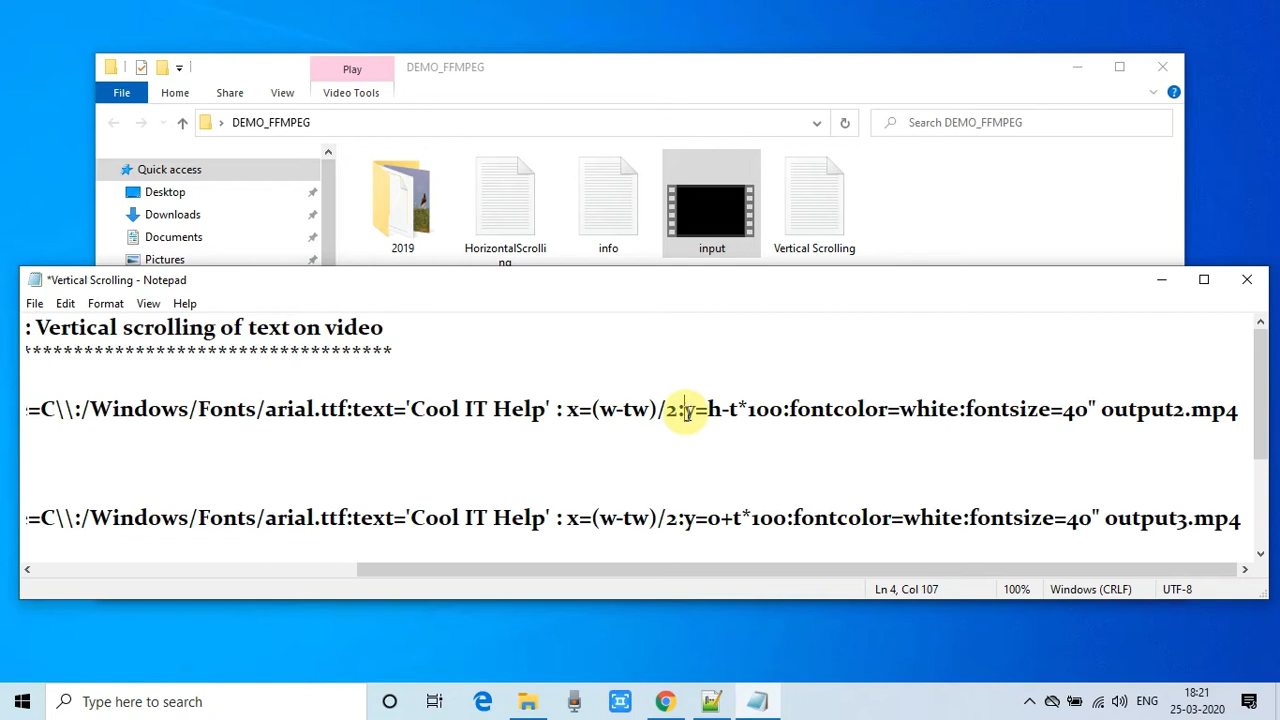 Play
DEMO_FFMPEG
File
Home
Share
View
Video Tools
DEMO_FFMPEG
Search DEMO_FFMPEG
Quick access
Desktop
Downloads
Documents
Pictures
2019
HorizontalScrolli
ng
info
input
Vertical Scrolling
*Vertical Scrolling - Notepad
File
Edit
Format
View
Help
: Vertical scrolling of text on video
************************************
=C\\:/Windows/Fonts/arial.ttf:text='Cool IT Help' : x=(w-tw)/2:y=h-t*100:fontcolor=white:fontsize=40" output2.mp4
=C\\:/Windows/Fonts/arial.ttf:text='Cool IT Help' : x=(w-tw)/2:y=0+t*100:fontcolor=white:fontsize=40" output3.mp4
Ln 4, Col 107
100%
Windows (CRLF)
UTF-8
Type here to search
ENG
18:21
25-03-2020